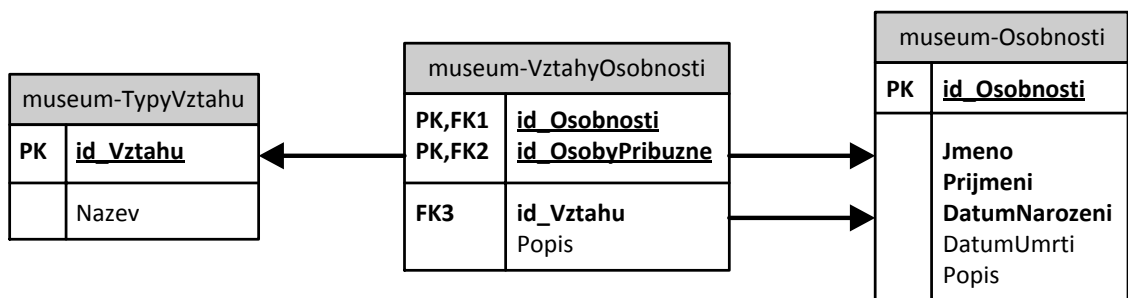 museum-TypyVztahu
PK id_Vztahu
Nazev
museum-VztahyOsobnosti
PK,FK1 id_Osobnosti
PK,FK2 id_OsobyPribuzne
FK3 id_Vztahu
Popis
museum-Osobnosti
PK id_Osobnosti
Jmeno
Prijmeni
DatumNarozeni
DatumUmrti
Popis